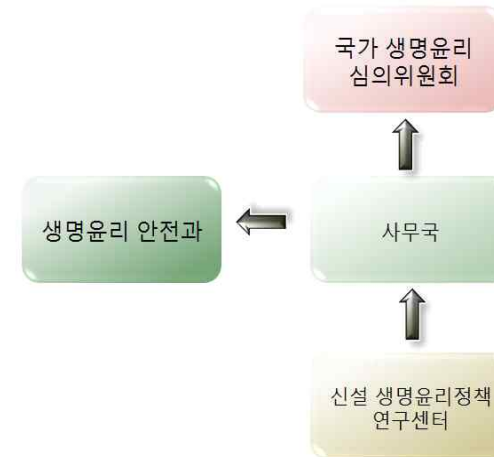 국가 생명윤리
심의위원회
생명윤리 안전과
사무국
신설 생명윤리정책
연구센터